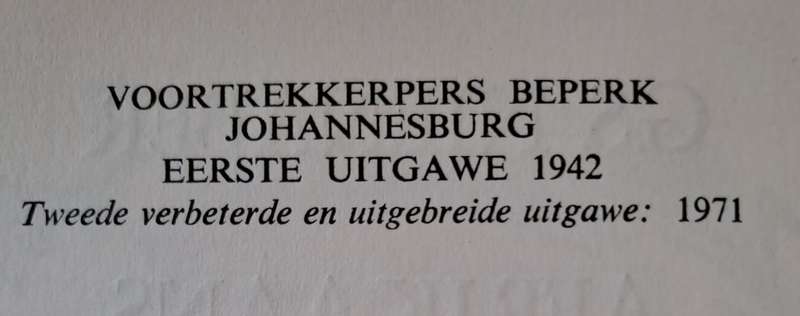 VOORTREKKERPERS BEPERK
JOHANNESBURG
EERSTE UITGAWE 1942
Tweede verbeterde en uitgebreide uitgawe: 1971